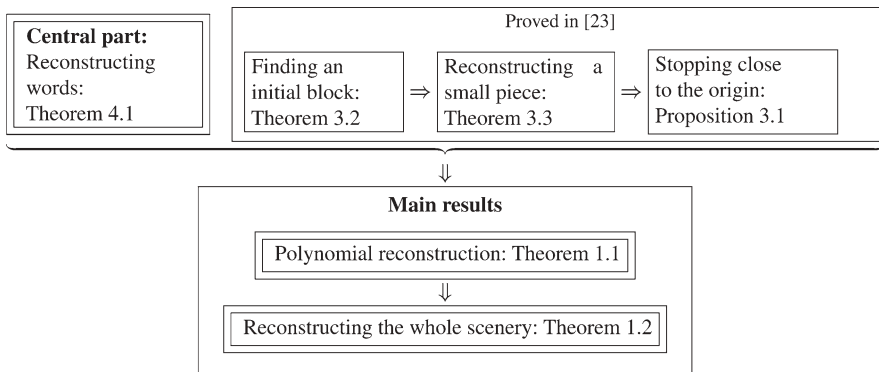 Central part:
Reconstructing
words:
Theorem 4.1
Proved in [23]
Finding an
initial block:
Theorem 3.2
⇒
Reconstructing a
small piece:
Theorem 3.3
⇒
Stopping close
to the origin:
Proposition 3.1
⇓
Main results
Polynomial reconstruction: Theorem 1.1
⇓
Reconstructing the whole scenery: Theorem 1.2